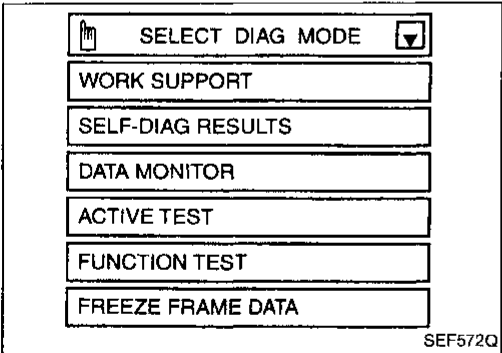 SELECT DIAG MODE
WORK SUPPORT
SELF-DIAG RESULTS
DATA MONITOR
ACTIVE TEST
FUNCTION TEST
FREEZE FRAME DATA
SEF572Q